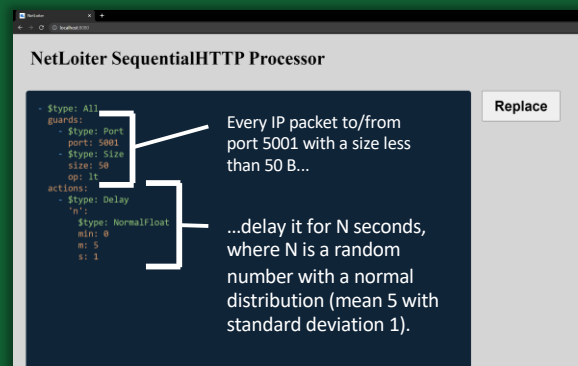 NetLoiter
localhost:5000
NetLoiter SequentialHTTP Processor
- $type: All
guards:
- $type: Port
port: 5001
- $type: Size
size: 50
op: lt
actions:
- $type: Delay
'n':
$type: NormalFloat
min: 0
m: 5
s: 1
Every IP packet to/from
port 5001 with a size less
than 50 B...
...delay it for N seconds,
where N is a random
number with a normal
distribution (mean 5 with
standard deviation 1).
Replace